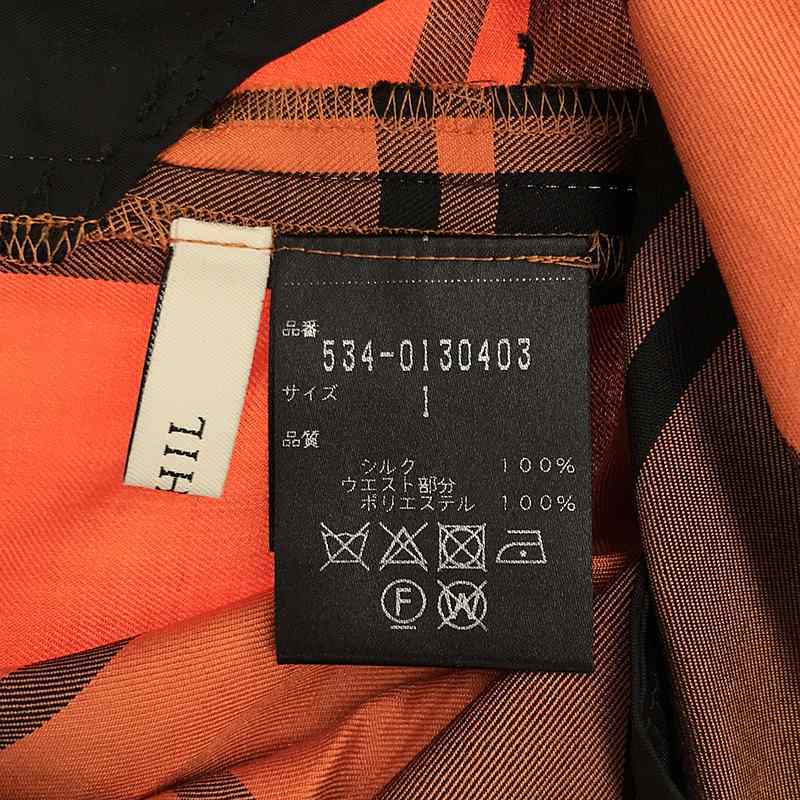 品番
534-0130403
サイズ
1
品質
シルク 100%
ウエスト部分
ポリエステル 100%
F
W
HIL